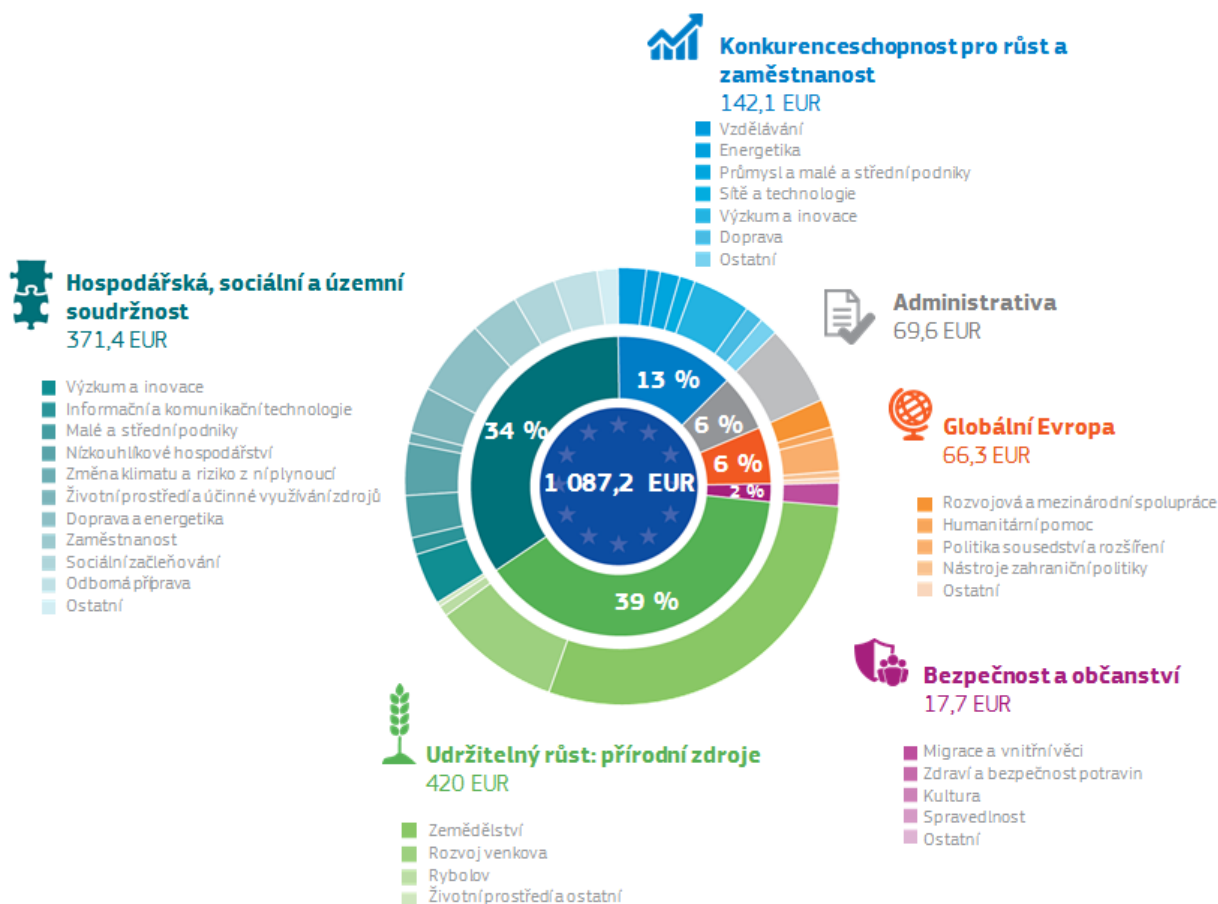 Konkurenceschopnost pro růst a
zaměstnanost
142,1 EUR
Vzdělávání
Energetika
Průmysl a malé a střední podniky
Sítě a technologie
Výzkum a inovace
Doprava
Ostatní
Hospodářská, sociální a územní
soudržnost
371,4 EUR
Výzkum a inovace
Informační a komunikační technologie
Malé a střední podniky
Nízkouhlíkové hospodářství
Změna klimatu a riziko z ní plynoucí
Životní prostředí a účinné využívání zdrojů
Doprava a energetika
Zaměstnanost
Sociální začleňování
Odborná příprava
Ostatní
Administrativa
69,6 EUR
Globální Evropa
66,3 EUR
Rozvojová a mezinárodní spolupráce
Humanitární pomoc
Politika sousedství a rozšíření
Nástroje zahraniční politiky
Ostatní
13 %
6 %
34 %
6 %
1 087,2 EUR
2 %
39 %
Bezpečnost a občanství
17,7 EUR
Migrace a vnitřní věci
Zdraví a bezpečnost potravin
Kultura
Spravedlnost
Ostatní
Udržitelný růst: přírodní zdroje
420 EUR
Zemědělství
Rozvoj venkova
Rybolov
Životní prostředí a ostatní